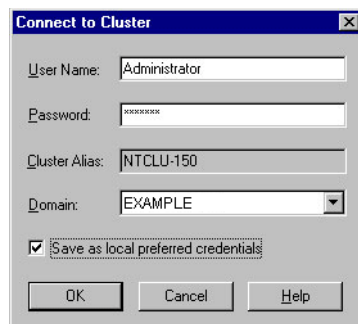 Connect to Cluster
User Name: Administrator
Password: *******
Cluster Alias: NTCLU-150
Domain: EXAMPLE
Save as local preferred credentials
OK Cancel Help